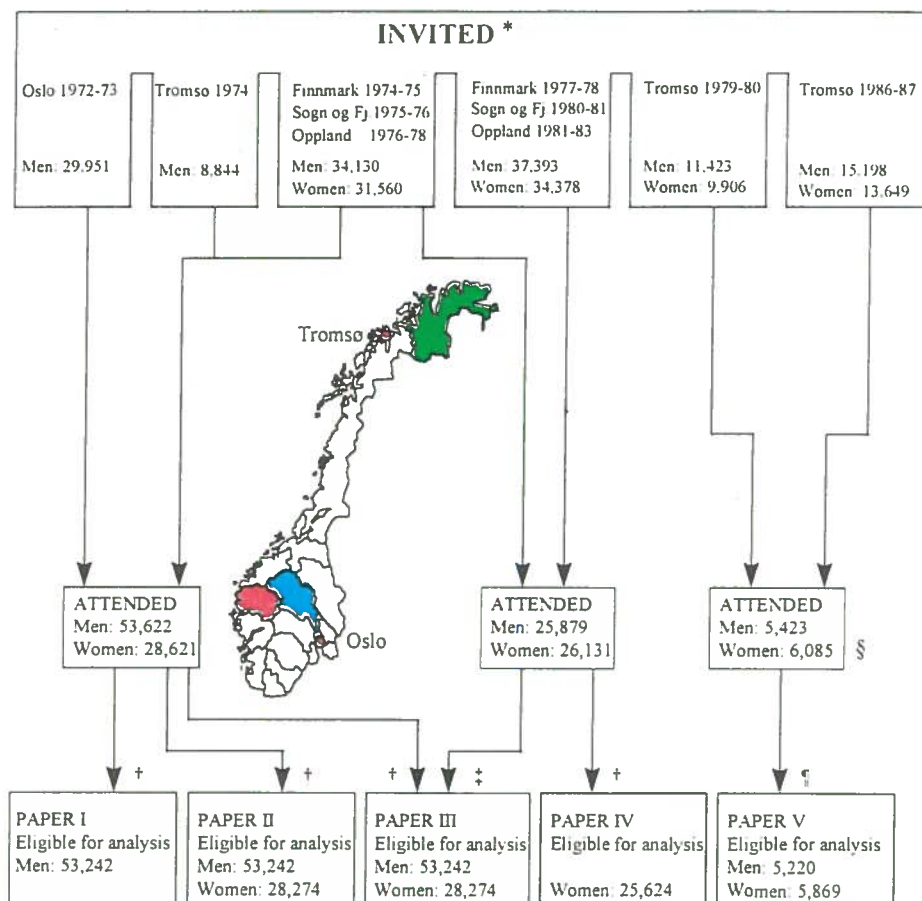 INVITED *
Oslo 1972-73
Men: 29,951
Tromsø 1974
Men: 8,844
Finnmark 1974-75
Sogn og Fj 1975-76
Oppland 1976-78
Men: 34,130
Women: 31,560
Finnmark 1977-78
Sogn og Fj 1980-81
Oppland 1981-83
Men: 37,393
Women: 34,378
Tromsø 1979-80
Men: 11,423
Women: 9,906
Tromsø 1986-87
Men: 15,198
Women: 13,649
Tromsø
Oslo
ATTENDED
Men: 53,622
Women: 28,621
ATTENDED
Men: 25,879
Women: 26,131
ATTENDED
Men: 5,423
Women: 6,085 §
†
†
†
‡
†
¶
PAPER I
Eligible for analysis
Men: 53,242
PAPER II
Eligible for analysis
Men: 53,242
Women: 28,274
PAPER III
Eligible for analysis
Men: 53,242
Women: 28,274
PAPER IV
Eligible for analysis
Women: 25,624
PAPER V
Eligible for analysis
Men: 5,220
Women: 5,869